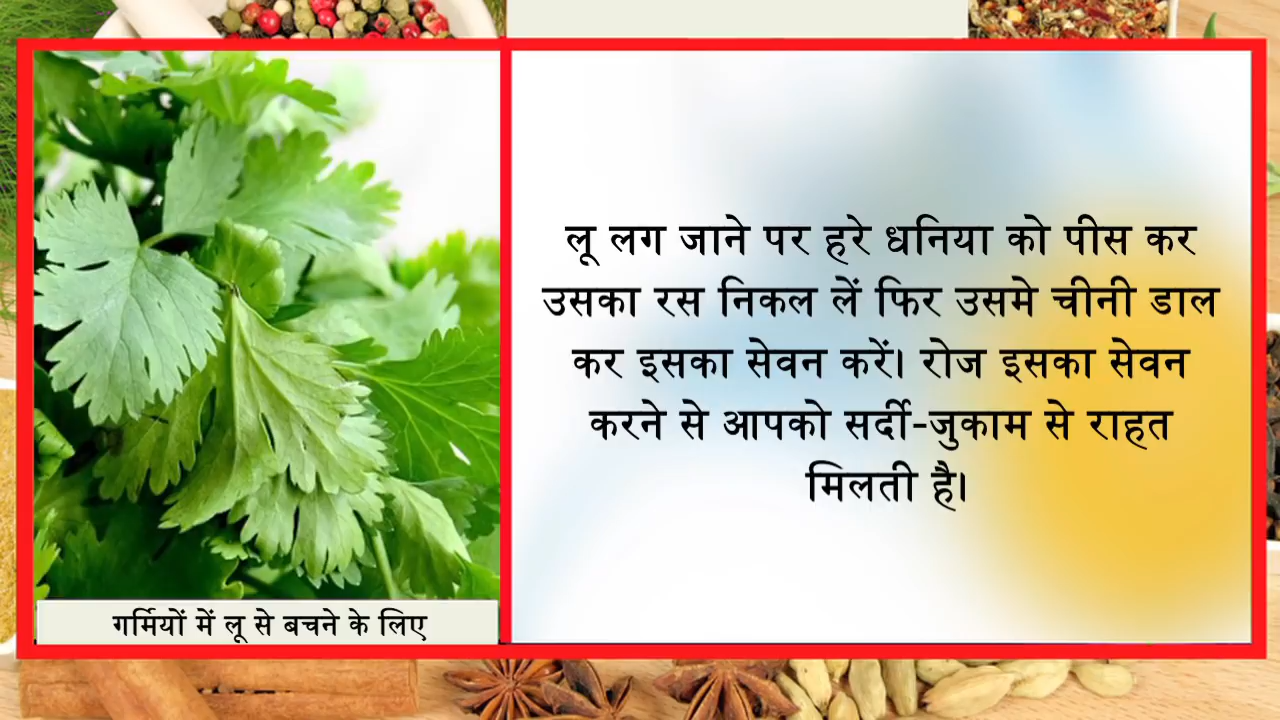 लू लग जाने पर हरे धनिया को पीस कर
उसका रस निकल लें फिर उसमे चीनी डाल
कर इसका सेवन करें। रोज इसका सेवन
करने से आपको सर्दी-जुकाम से राहत
मिलती है।
गर्मियों में लू से बचने के लिए